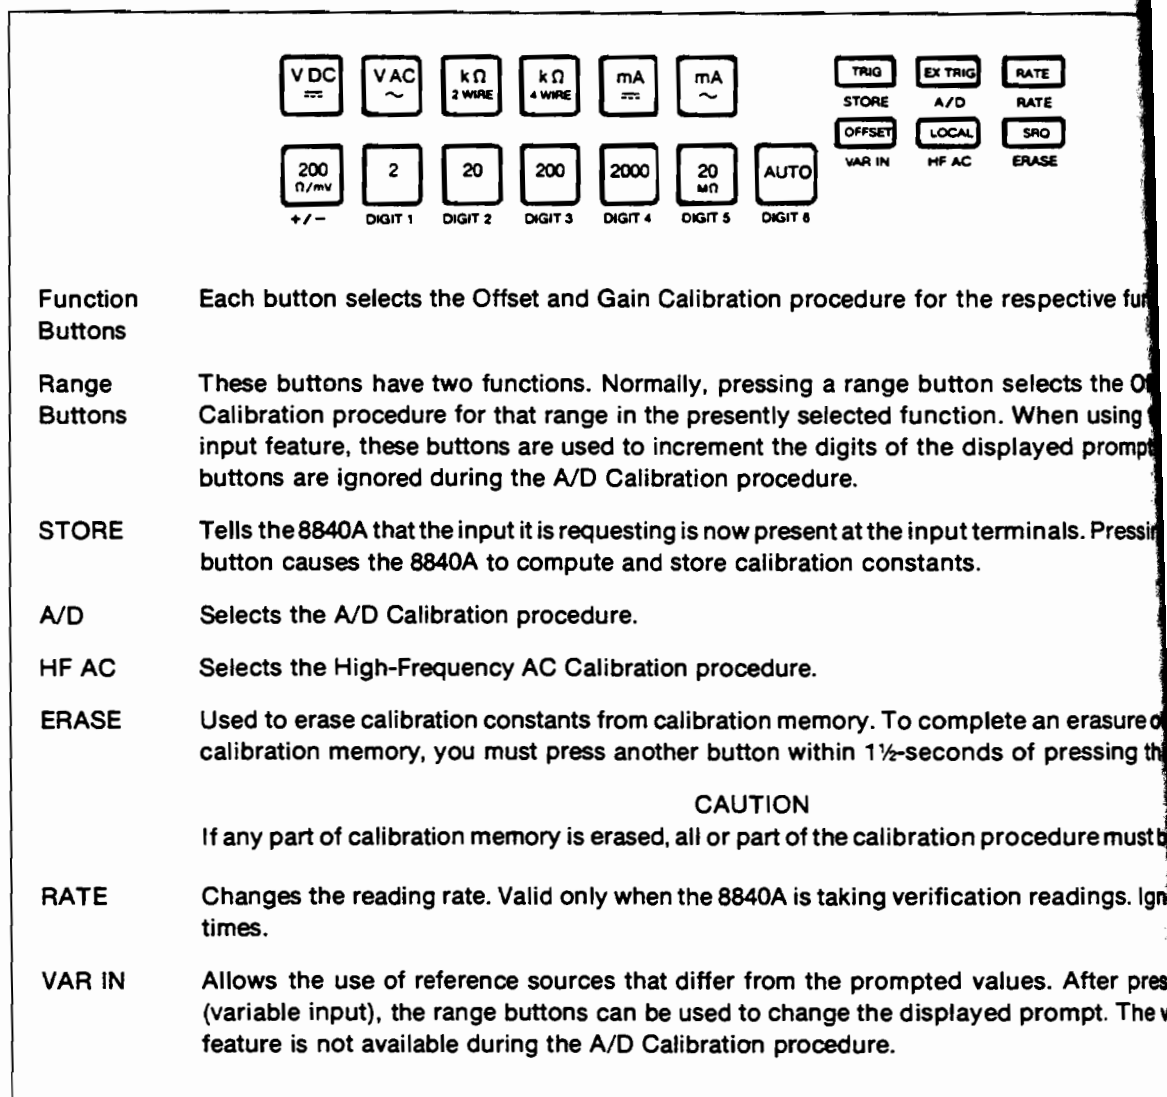 V DC V AC kΩ kΩ mA mA
⎓ ~ 2 WIRE 4 WIRE ⎓ ~
TRIG EX TRIG RATE
STORE A/D RATE
OFFSET LOCAL SRQ
VAR IN HF AC ERASE
200 2 20 200 2000 20 AUTO
Ω/mv MΩ
+/− DIGIT 1 DIGIT 2 DIGIT 3 DIGIT 4 DIGIT 5 DIGIT 6
Function Each button selects the Offset and Gain Calibration procedure for the respective
Buttons
Range These buttons have two functions. Normally, pressing a range button selects the
Buttons Calibration procedure for that range in the presently selected function. When using
input feature, these buttons are used to increment the digits of the displayed prompt
buttons are ignored during the A/D Calibration procedure.
STORE Tells the 8840A that the input it is requesting is now present at the input terminals.
button causes the 8840A to compute and store calibration constants.
A/D Selects the A/D Calibration procedure.
HF AC Selects the High-Frequency AC Calibration procedure.
ERASE Used to erase calibration constants from calibration memory. To complete an erasure
calibration memory, you must press another button within 1½-seconds of pressing
CAUTION
If any part of calibration memory is erased, all or part of the calibration procedure must
RATE Changes the reading rate. Valid only when the 8840A is taking verification readings.
times.
VAR IN Allows the use of reference sources that differ from the prompted values. After
(variable input), the range buttons can be used to change the displayed prompt. The
feature is not available during the A/D Calibration procedure.